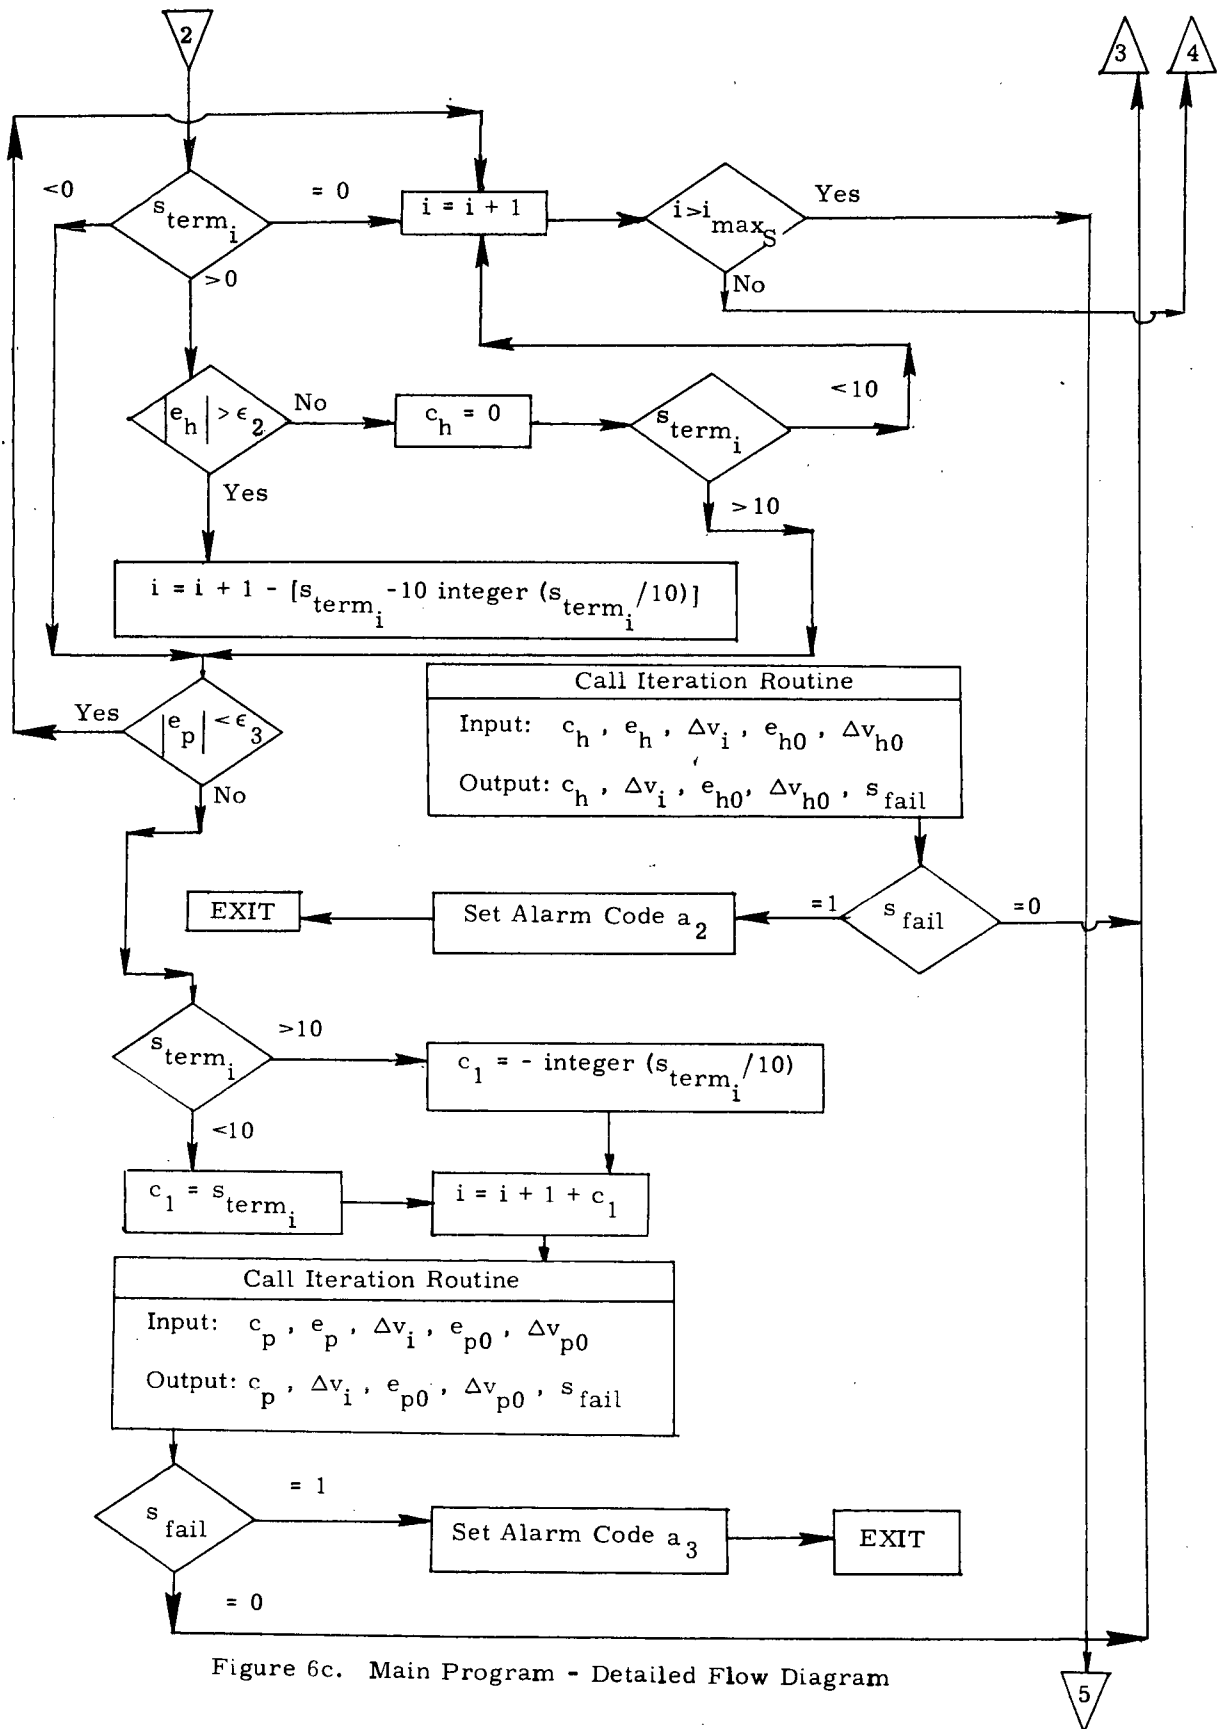 2
3
4
<0
s_term_i
= 0
i = i + 1
i>i_max_S
Yes
No
>0
|e_h| > ϵ_2
No
c_h = 0
s_term_i
<10
>10
Yes
i = i + 1 - [s_term_i -10 integer (s_term_i /10)]
Yes
|e_p| < ϵ_3
No
Call Iteration Routine
Input: c_h , e_h , Δv_i , e_h0 , Δv_h0
Output: c_h , Δv_i , e_h0 , Δv_h0 , s_fail
EXIT
Set Alarm Code a_2
=1
s_fail
=0
s_term_i
>10
c_1 = - integer (s_term_i /10)
<10
c_1 = s_term_i
i = i + 1 + c_1
Call Iteration Routine
Input: c_p , e_p , Δv_i , e_p0 , Δv_p0
Output: c_p , Δv_i , e_p0 , Δv_p0 , s_fail
s_fail
= 1
Set Alarm Code a_3
EXIT
= 0
Figure 6c. Main Program - Detailed Flow Diagram
5